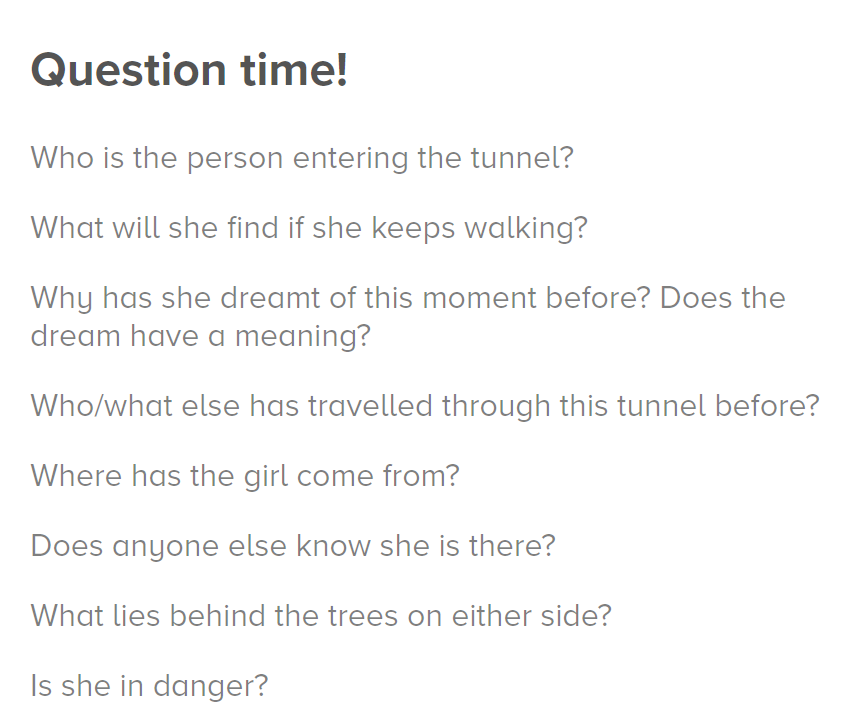 Question time!
Who is the person entering the tunnel?
What will she find if she keeps walking?
Why has she dreamt of this moment before? Does the
dream have a meaning?
Who/what else has travelled through this tunnel before?
Where has the girl come from?
Does anyone else know she is there?
What lies behind the trees on either side?
Is she in danger?